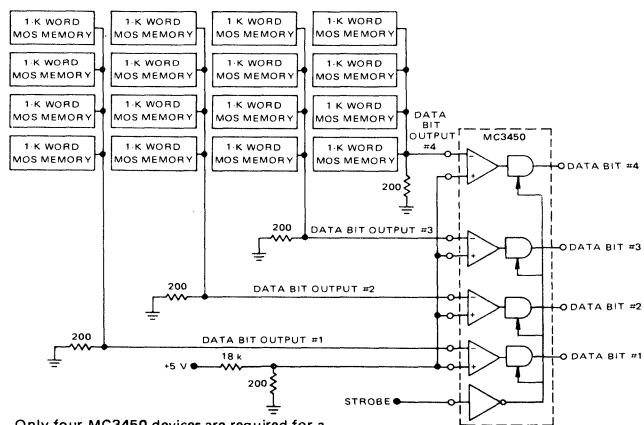 1-K WORD MOS MEMORY 1-K WORD MOS MEMORY 1-K WORD MOS MEMORY 1-K WORD MOS MEMORY
1-K WORD MOS MEMORY 1-K WORD MOS MEMORY 1-K WORD MOS MEMORY 1-K WORD MOS MEMORY
1-K WORD MOS MEMORY 1-K WORD MOS MEMORY 1-K WORD MOS MEMORY 1-K WORD MOS MEMORY
1-K WORD MOS MEMORY 1-K WORD MOS MEMORY 1-K WORD MOS MEMORY 1-K WORD MOS MEMORY
DATA
BIT
OUTPUT
#4
MC3450
DATA BIT #4
200
200
DATA BIT OUTPUT #3
DATA BIT #3
200
DATA BIT OUTPUT #2
DATA BIT #2
200
DATA BIT OUTPUT #1
DATA BIT #1
+5 V
18 k
200
STROBE
Only four MC3450 devices are required for a